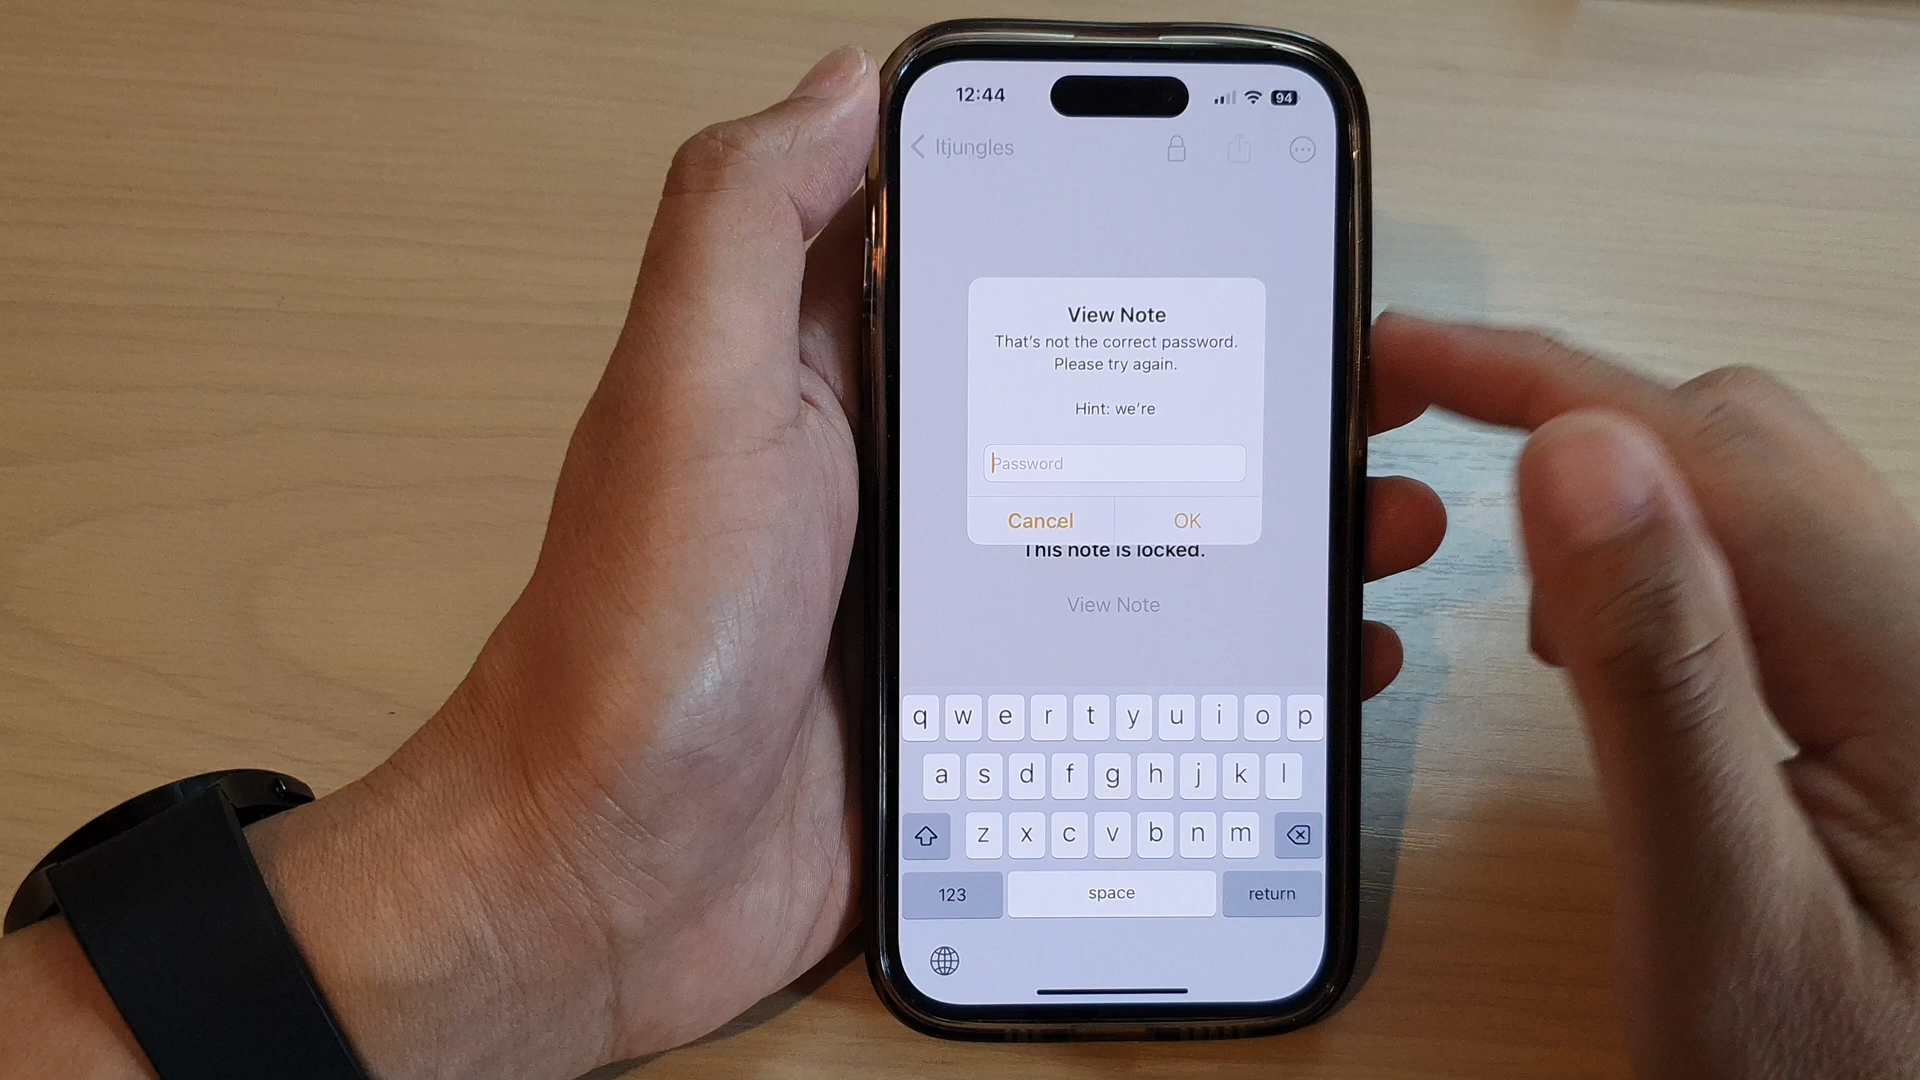 12:44
94
Itjungles
View Note
That's not the correct password.
Please try again.
Hint: we're
Password
Cancel
OK
This note is locked.
View Note
q w e r t y u i o p
a s d f g h j k l
z x c v b n m
123
space
return